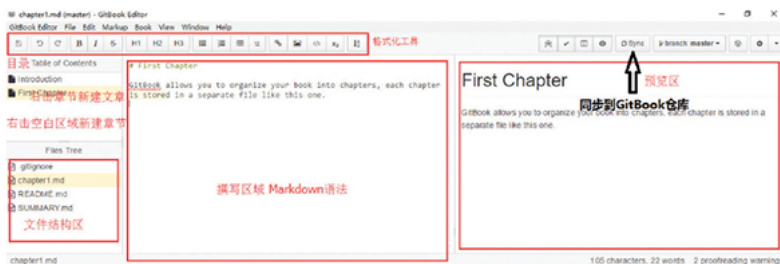 chapter1.md (master) - GitBook Editor
GitBook Editor File Edit Markup Book View Window Help
B I S H1 H2 H3 格式化工具 Sync branch master
目录 Table of Contents
Introduction
First Chapter
右击章节新建文章
右击空白区域新建章节
Files Tree
.gitignore
chapter1.md
README.md
SUMMARY.md
文件结构区
# First Chapter
GitBook allows you to organize your book into chapters, each chapter
is stored in a separate file like this one.
撰写区域 Markdown语法
First Chapter
预览区
同步到GitBook仓库
GitBook allows you to organize your book into chapters, each chapter is stored in a
separate file like this one.
chapter1.md
105 characters, 22 words 2 proofreading warning